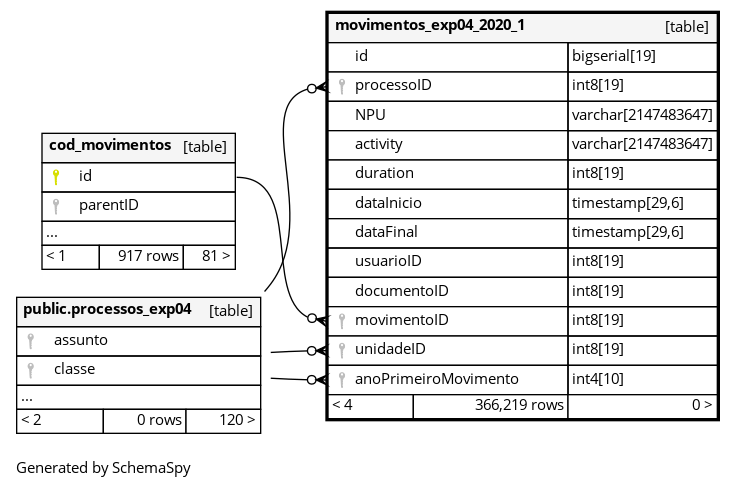 movimentos_exp04_2020_1 [table]
id bigserial[19]
processoID int8[19]
NPU varchar[2147483647]
activity varchar[2147483647]
duration int8[19]
dataInicio timestamp[29,6]
dataFinal timestamp[29,6]
usuarioID int8[19]
documentoID int8[19]
movimentoID int8[19]
unidadeID int8[19]
anoPrimeiroMovimento int4[10]
< 4 366,219 rows 0 >
cod_movimentos [table]
id
parentID
...
< 1 917 rows 81 >
public.processos_exp04 [table]
assunto
classe
...
< 2 0 rows 120 >
Generated by SchemaSpy